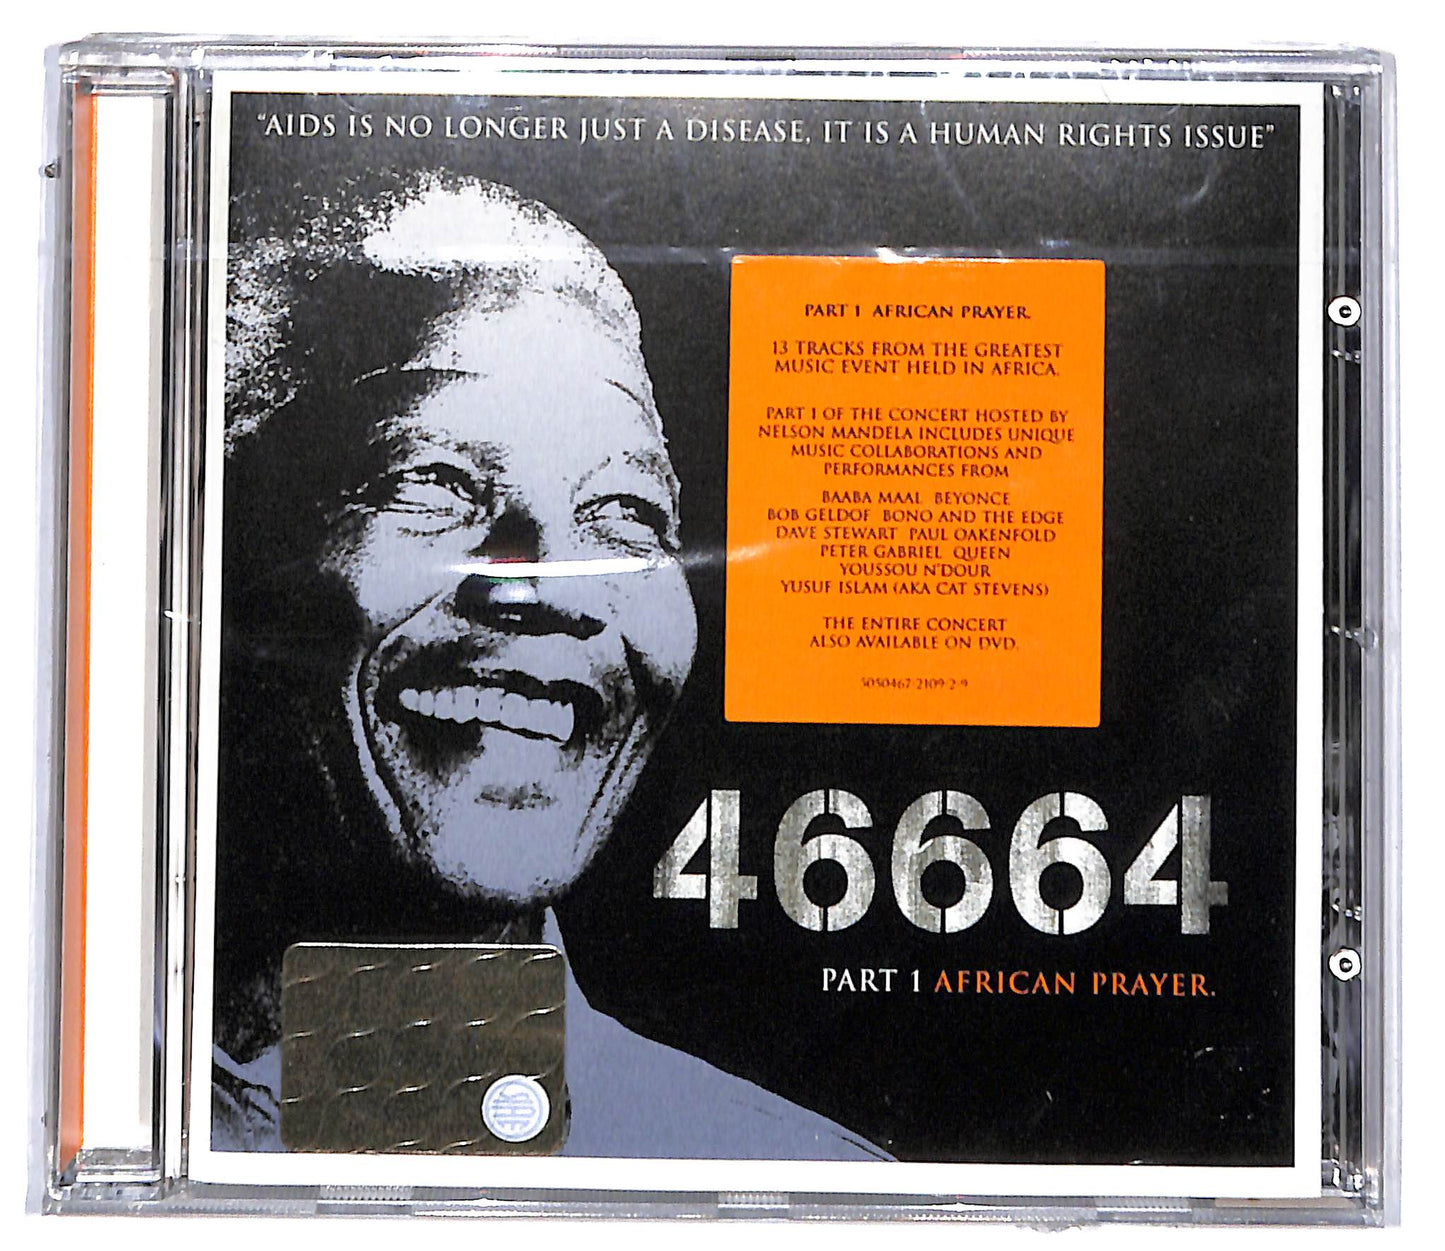 "AIDS IS NO LONGER JUST A DISEASE, IT IS A HUMAN RIGHTS ISSUE"
PART 1 AFRICAN PRAYER.
13 TRACKS FROM THE GREATEST
MUSIC EVENT HELD IN AFRICA.
PART 1 OF THE CONCERT HOSTED BY
NELSON MANDELA INCLUDES UNIQUE
MUSIC COLLABORATIONS AND
PERFORMANCES FROM
BAABA MAAL BEYONCE
BOB GELDOF BONO AND THE EDGE
DAVE STEWART PAUL OAKENFOLD
PETER GABRIEL QUEEN
YOUSSOU N'DOUR
YUSUF ISLAM (AKA CAT STEVENS)
THE ENTIRE CONCERT
ALSO AVAILABLE ON DVD.
5050467-2109-2-9
46664
PART 1 AFRICAN PRAYER.